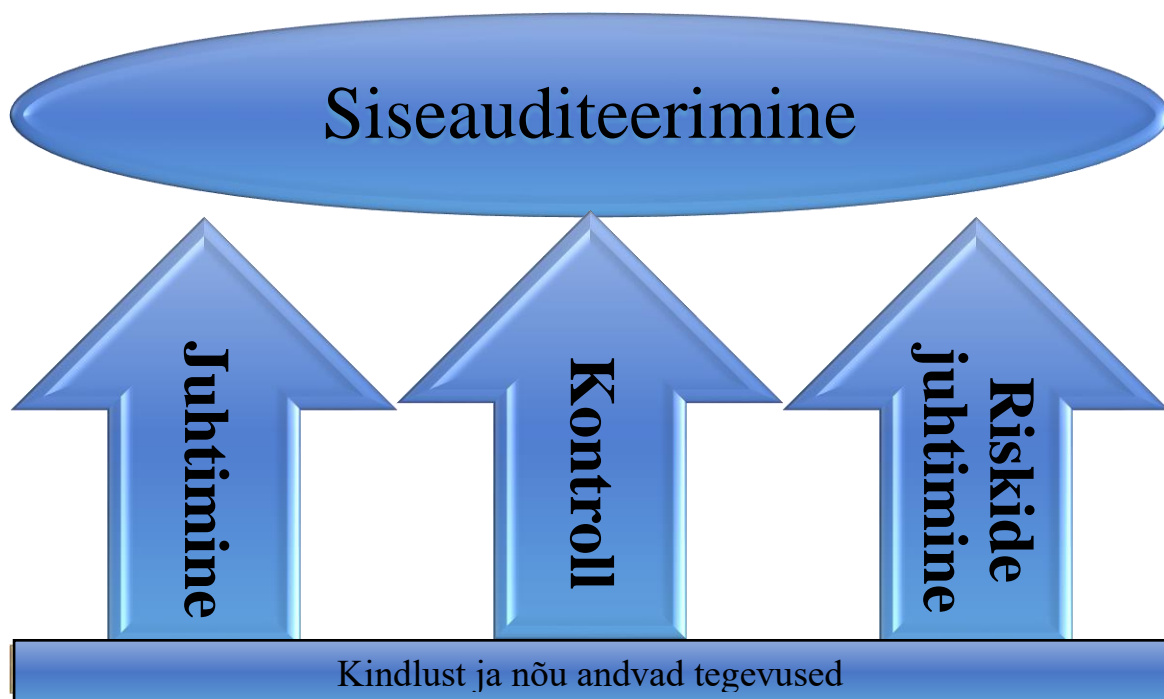 Siseauditeerimine
Juhtimine
Kontroll
Riskide
juhtimine
Kindlust ja nõu andvad tegevused